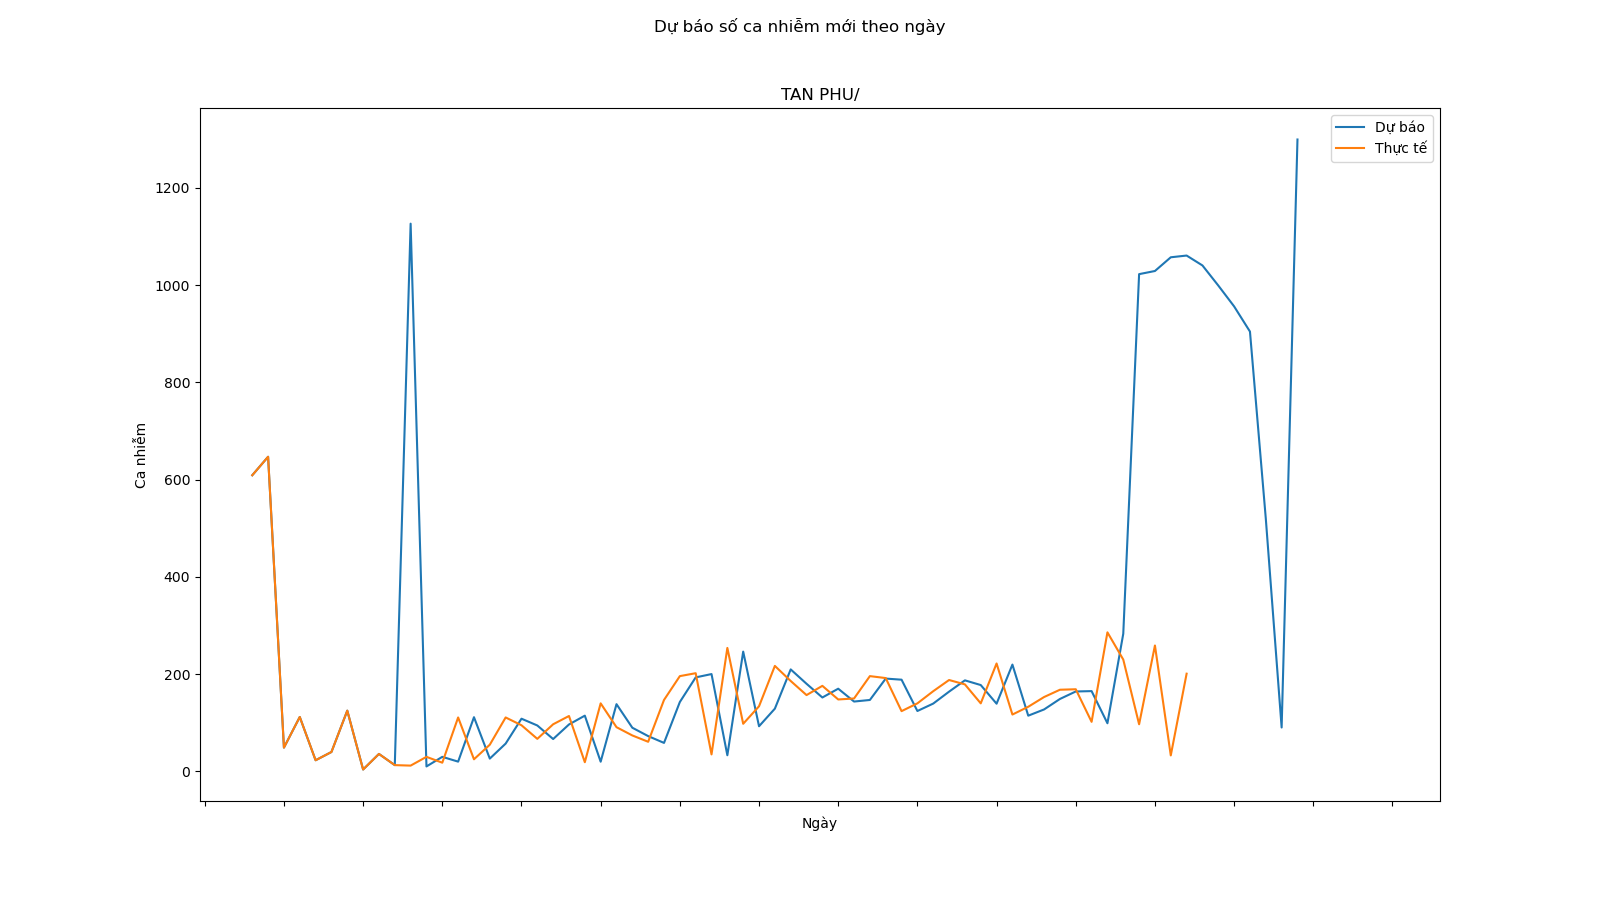 Dự báo số ca nhiễm mới theo ngày
TAN PHU/
Dự báo
Thực tế
1200
1000
800
600
400
200
0
Ca nhiễm
Ngày